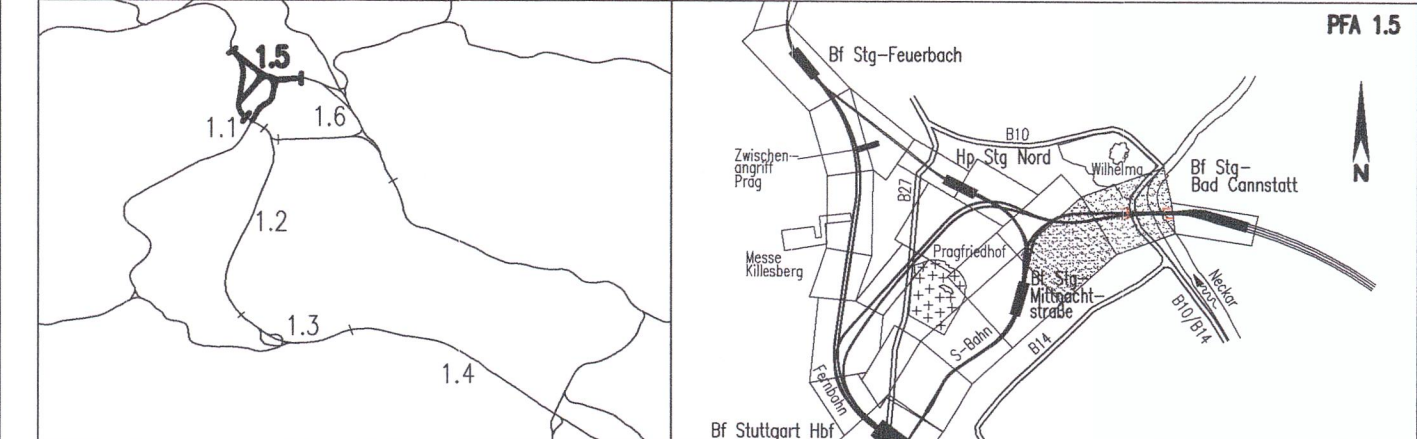 1.5
1.1
1.6
1.2
1.3
1.4
PFA 1.5
Bf Stg-Feuerbach
B10
Zwischen-
angriff
Prag
Hp Stg Nord
Wilhelma
Bf Stg-
Bad Cannstatt
N
B27
Messe
Killesberg
Pragfriedhof
Bf Stg-
Mittnacht-
straße
Neckar
B10/B14
S-Bahn
B14
Fernbahn
Bf Stuttgart Hbf